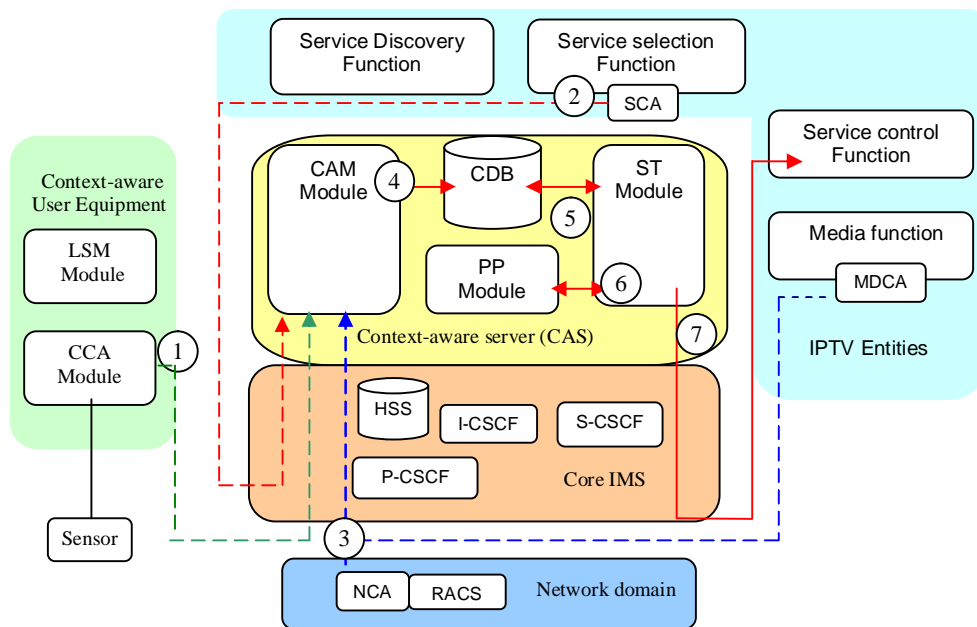 Service Discovery
Function
Service selection
Function
2
SCA
Service control
Function
Media function
MDCA
IPTV Entities
Context-aware
User Equipment
LSM
Module
CCA
Module
1
Sensor
CAM
Module
4
CDB
ST
Module
5
PP
Module
6
Context-aware server (CAS)
7
HSS
I-CSCF
S-CSCF
P-CSCF
Core IMS
3
NCA
RACS
Network domain